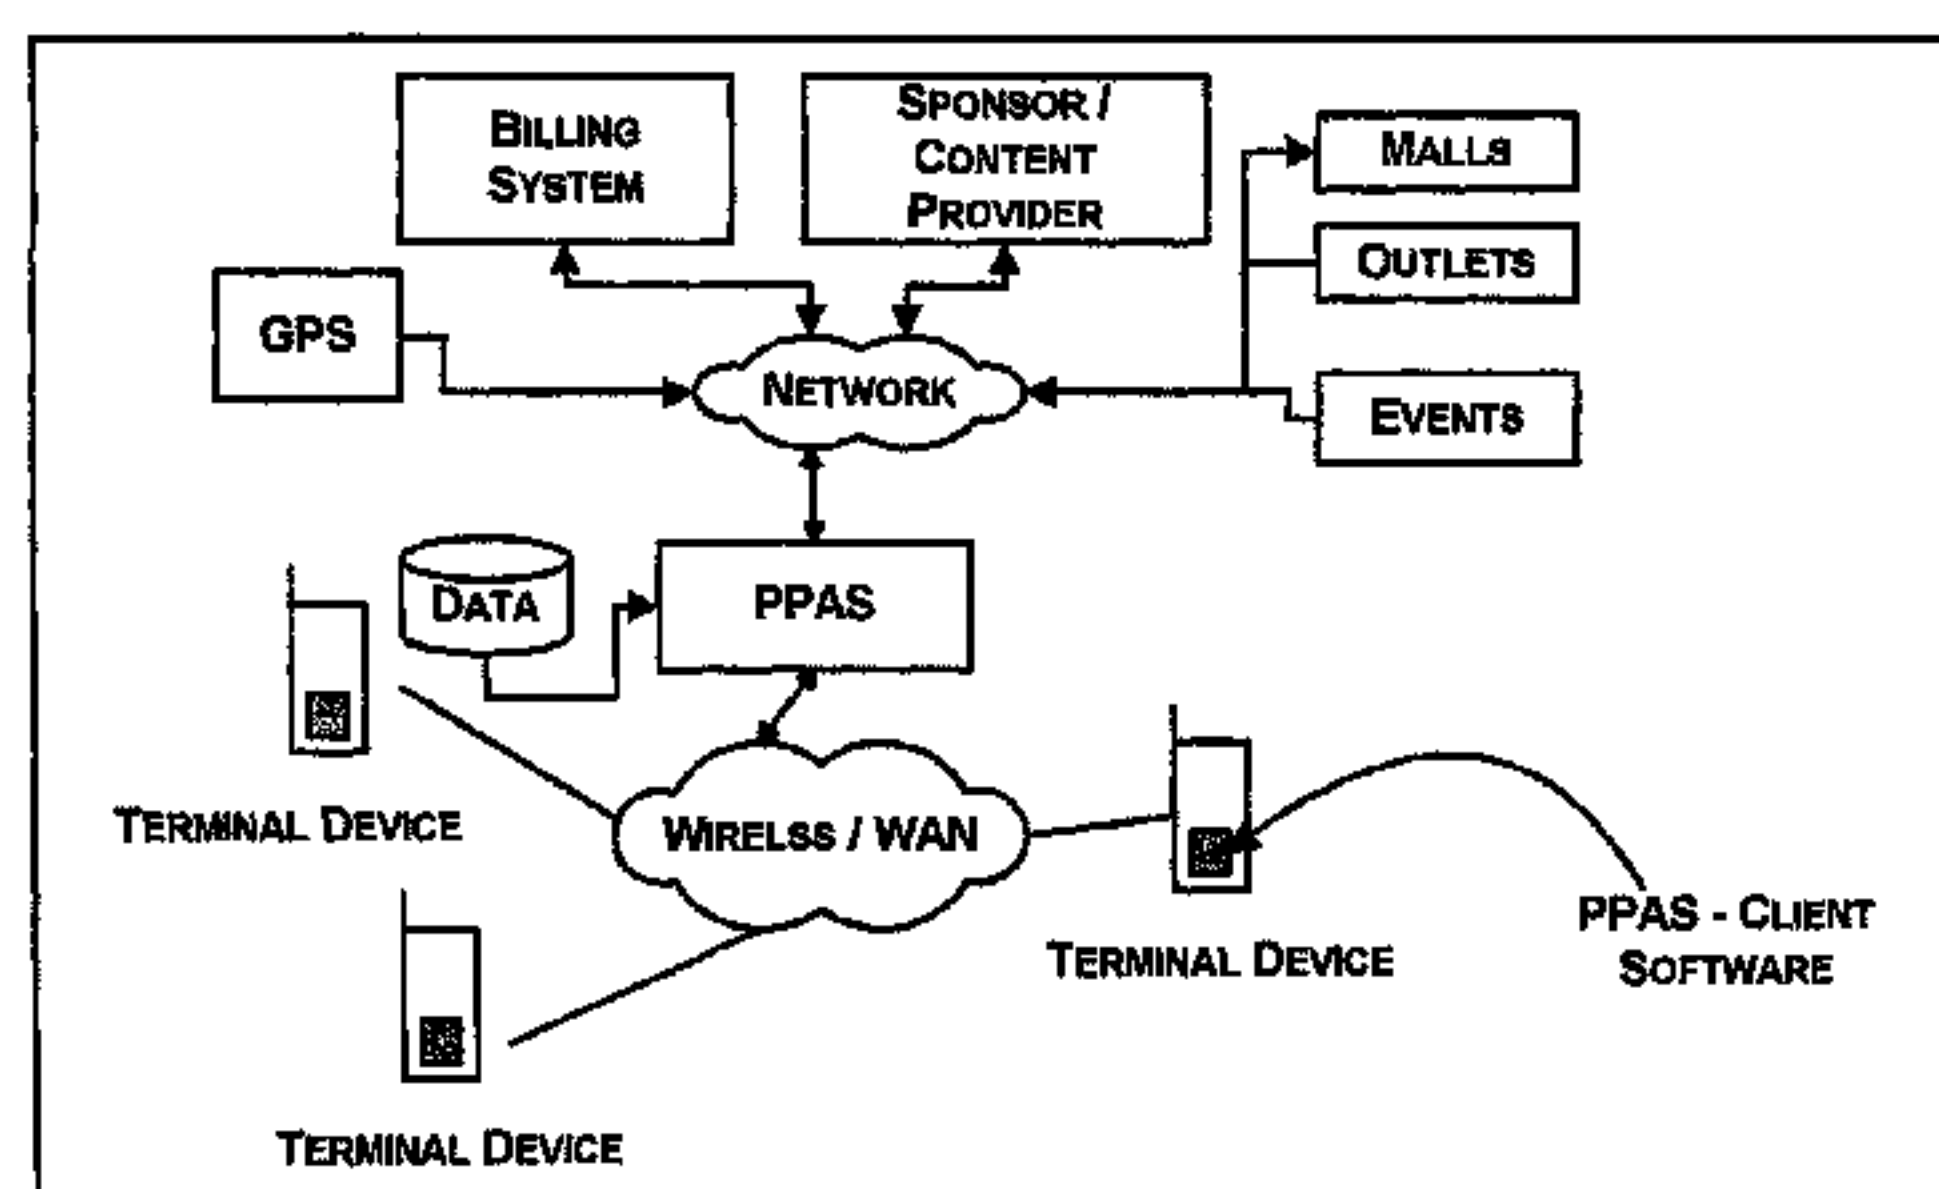 BILLING
SYSTEM
SPONSOR /
CONTENT
PROVIDER
MALLS
OUTLETS
GPS
NETWORK
EVENTS
DATA
PPAS
TERMINAL DEVICE
WIRELSS / WAN
TERMINAL DEVICE
PPAS - CLIENT
SOFTWARE
TERMINAL DEVICE